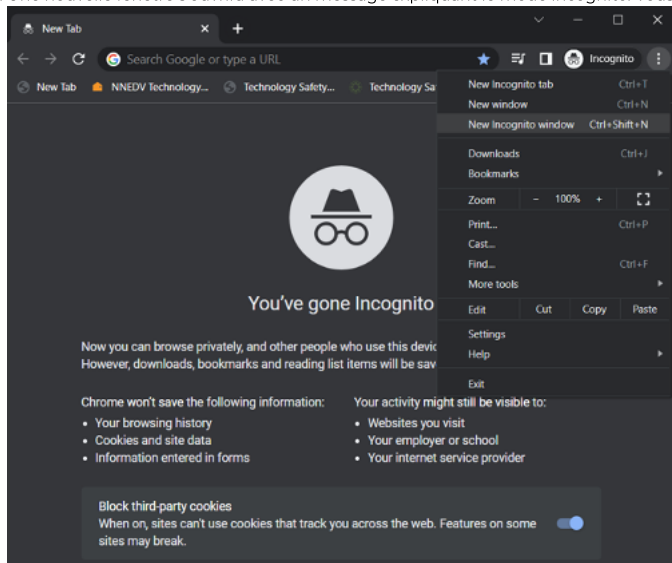 New Tab
Search Google or type a URL
Incognito
New Tab
NNEDV Technology...
Technology Safety...
Technology Sa
New Incognito tab Ctrl+T
New window Ctrl+N
New Incognito window Ctrl+Shift+N
Downloads Ctrl+J
Bookmarks
Zoom - 100% +
Print... Ctrl+P
Cast...
Find... Ctrl+F
More tools
Edit Cut Copy Paste
Settings
Help
Exit
You've gone Incognito
Now you can browse privately, and other people who use this devic
However, downloads, bookmarks and reading list items will be sav
Chrome won't save the following information:
• Your browsing history
• Cookies and site data
• Information entered in forms
Your activity might still be visible to:
• Websites you visit
• Your employer or school
• Your internet service provider
Block third-party cookies
When on, sites can't use cookies that track you across the web. Features on some
sites may break.